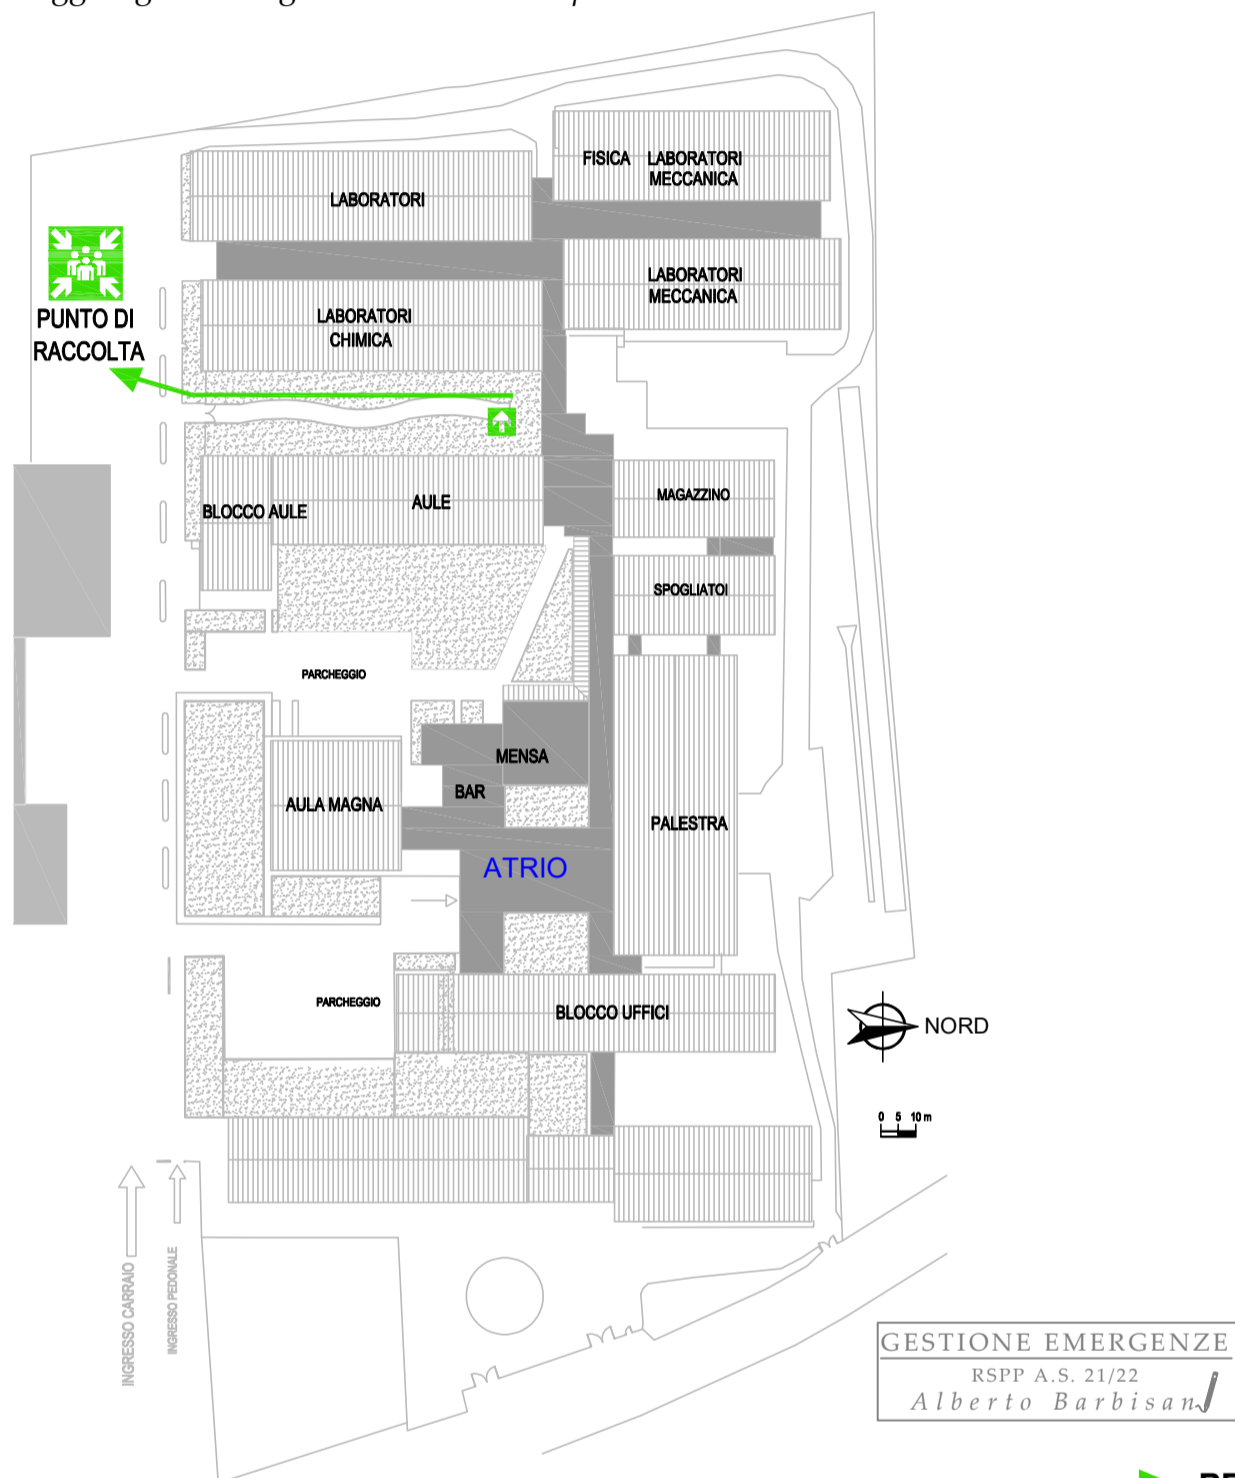 FISICA LABORATORI
MECCANICA
LABORATORI
LABORATORI
MECCANICA
PUNTO DI
RACCOLTA
LABORATORI
CHIMICA
MAGAZZINO
BLOCCO AULE
AULE
SPOGLIATOI
PARCHEGGIO
MENSA
BAR
AULA MAGNA
PALESTRA
ATRIO
PARCHEGGIO
BLOCCO UFFICI
NORD
0 5 10 m
INGRESSO CARRAIO
INGRESSO PEDONALE
GESTIONE EMERGENZE
RSPP A.S. 21/22
Alberto Barbisan